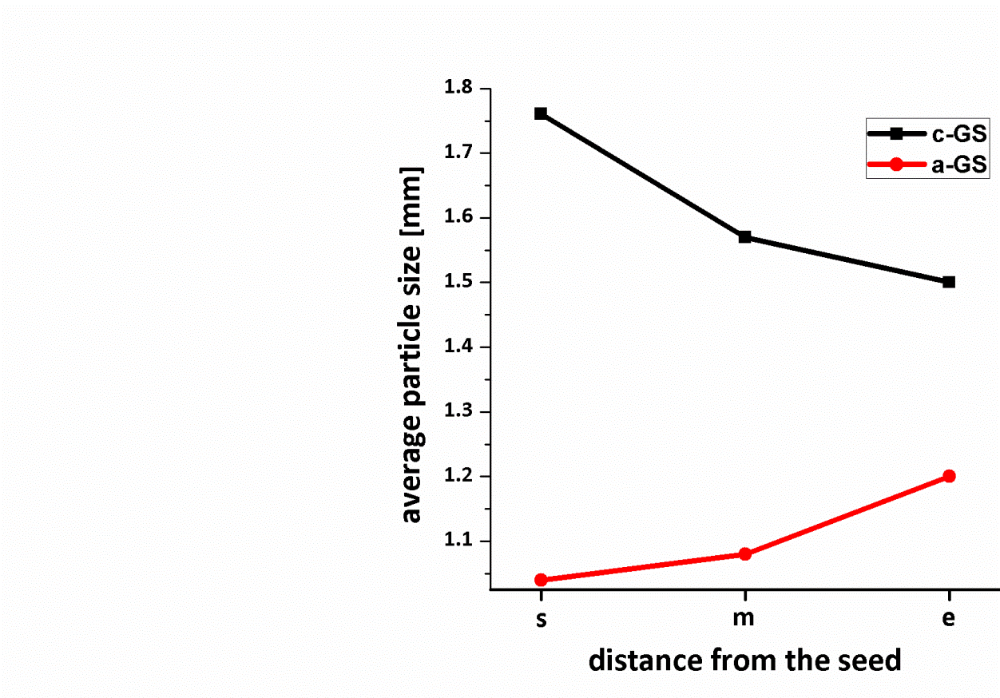 1.8
1.7
1.6
1.5
1.4
1.3
1.2
1.1
average particle size [mm]
c-GS
a-GS
s m e
distance from the seed